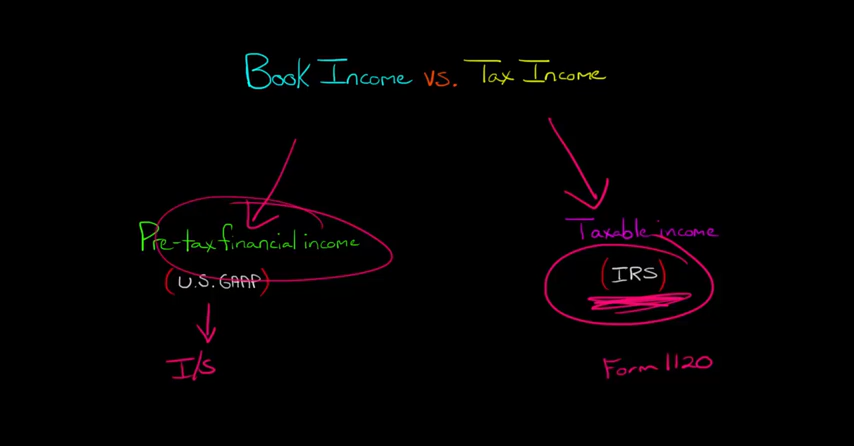 Book Income vs. Tax Income
Pre-tax financial income
(U.S. GAAP)
I/S
Taxable income
(IRS)
Form 1120